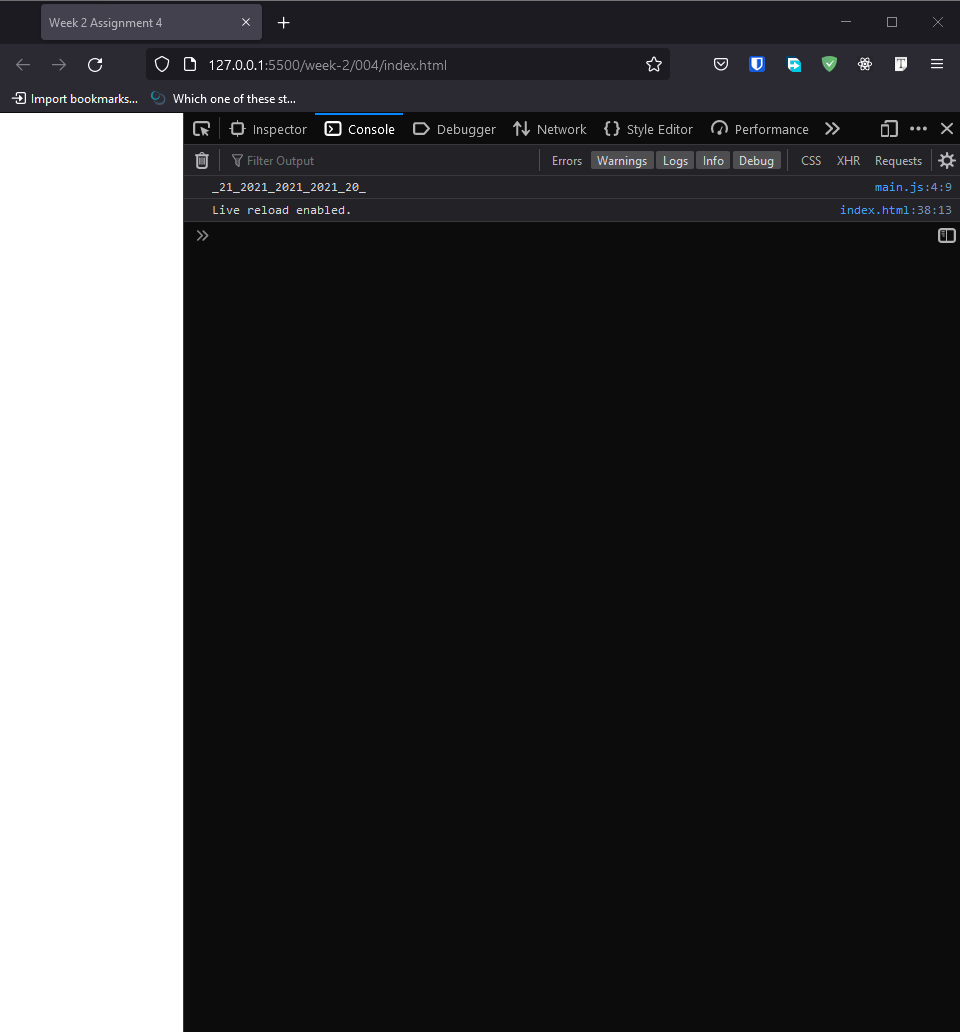 Week 2 Assignment 4
127.0.0.1:5500/week-2/004/index.html
Import bookmarks... Which one of these st...
Inspector Console Debugger Network Style Editor Performance
Filter Output Errors Warnings Logs Info Debug CSS XHR Requests
_21_2021_2021_2021_20_ main.js:4:9
Live reload enabled. index.html:38:13